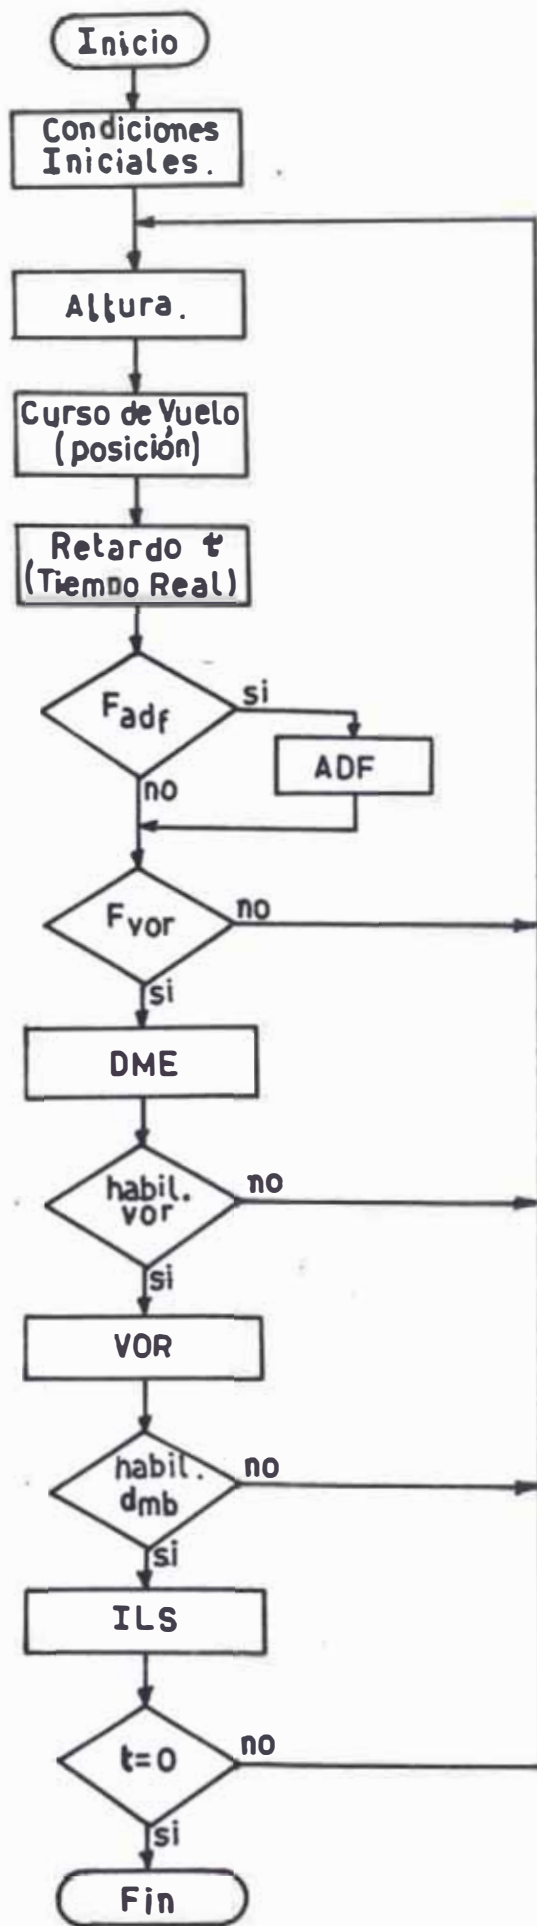 Inicio
Condiciones
Iniciales.
Altura.
Curso de Vuelo
(posición)
Retardo τ
(Tiempo Real)
Fadf
si
ADF
no
Fvor
no
si
DME
habil.
vor
no
si
VOR
habil.
dmb
no
si
ILS
t=0
no
si
Fin